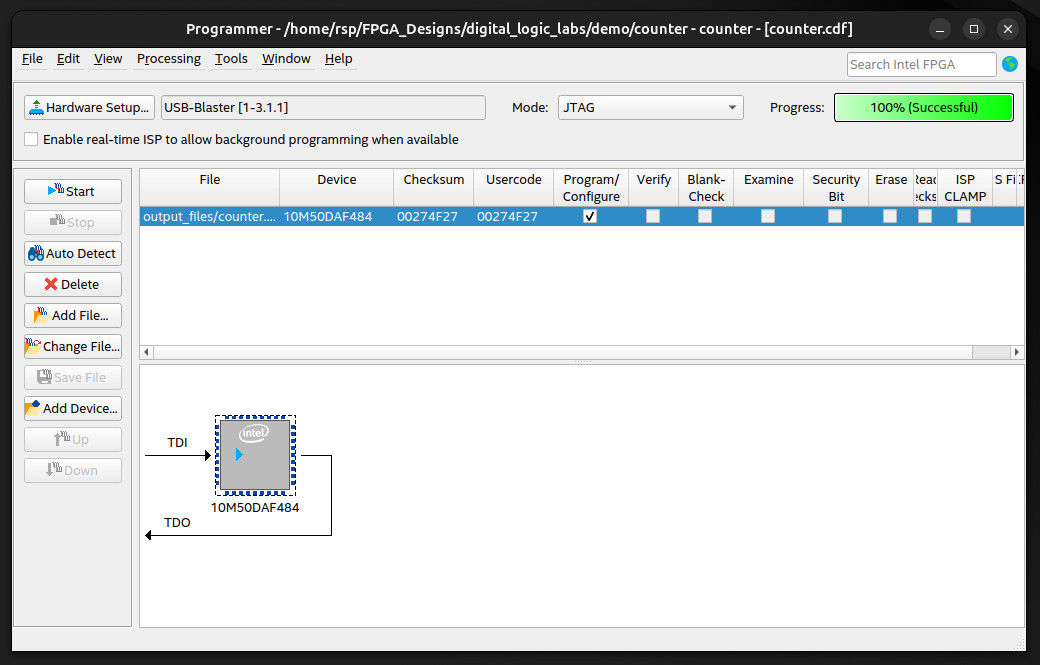 Programmer - /home/rsp/FPGA_Designs/digital_logic_labs/demo/counter - counter - [counter.cdf]
File Edit View Processing Tools Window Help
Search Intel FPGA
Hardware Setup... USB-Blaster [1-3.1.1] Mode: JTAG Progress: 100% (Successful)
Enable real-time ISP to allow background programming when available
Start
Stop
Auto Detect
Delete
Add File...
Change File...
Save File
Add Device...
Up
Down
File Device Checksum Usercode Program/ Verify Blank- Examine Security Erase ISP
Configure Check Bit CLAMP
output_files/counter.... 10M50DAF484 00274F27 00274F27
intel
TDI
10M50DAF484
TDO